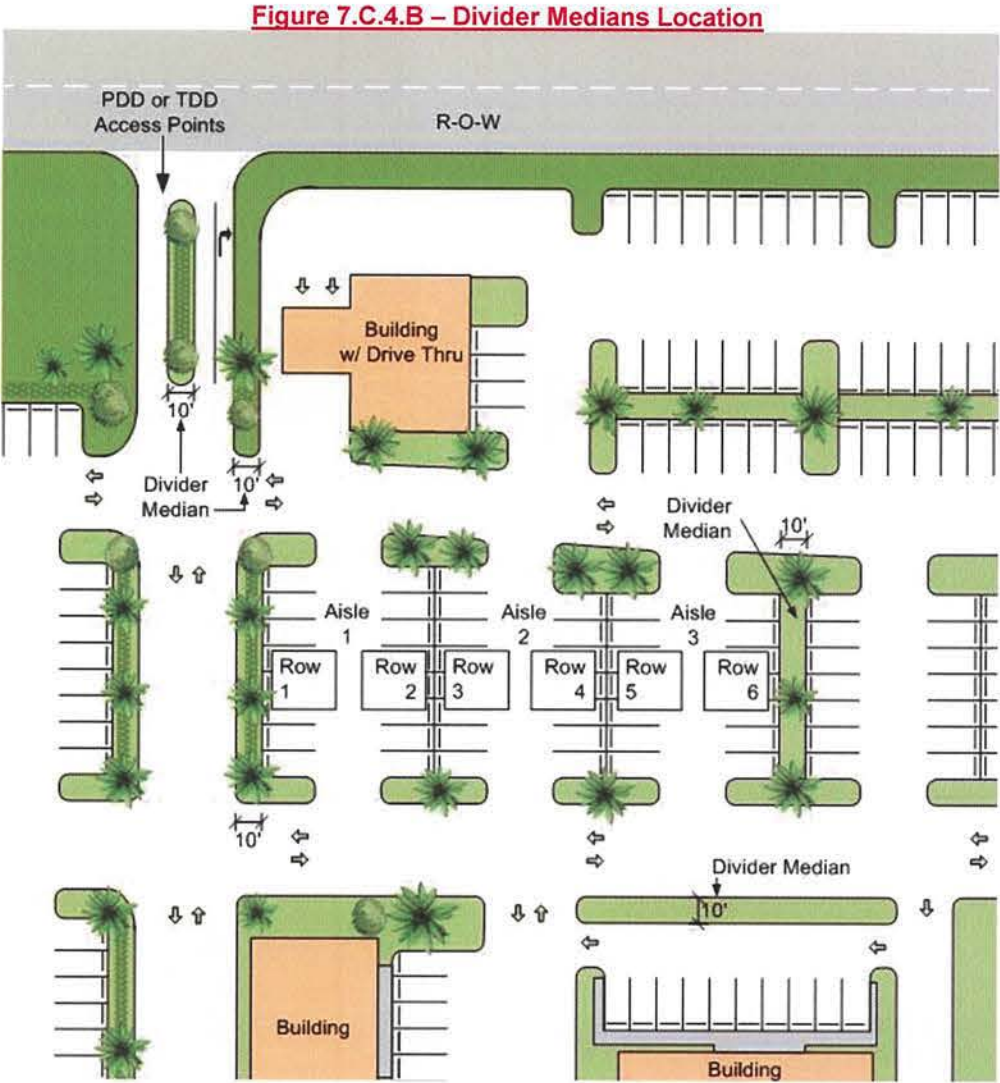 Figure 7.C.4.B – Divider Medians Location
PDD or TDD
Access Points
R-O-W
Building
w/ Drive Thru
10'
Divider
Median
10'
Divider
Median
10'
Aisle
1
Aisle
2
Aisle
3
Row
1
Row
2
Row
3
Row
4
Row
5
Row
6
10'
Divider Median
10'
Building
Building